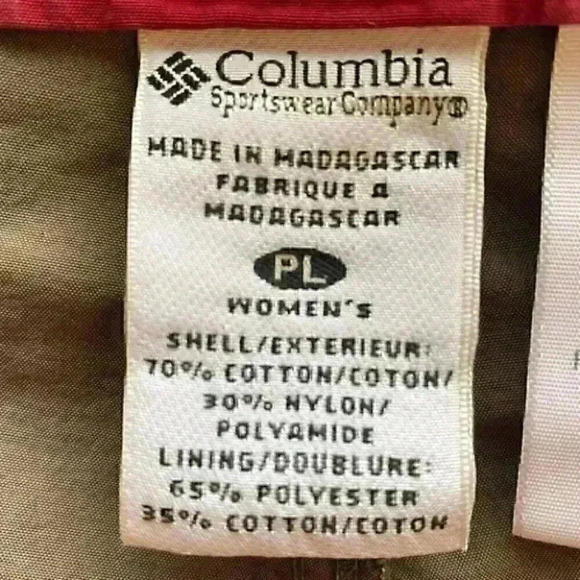 Columbia
Sportswear Company®
MADE IN MADAGASCAR
FABRIQUE A
MADAGASCAR
PL
WOMEN'S
SHELL/EXTERIEUR:
70% COTTON/COTON/
30% NYLON/
POLYAMIDE
LINING/DOUBLURE:
65% POLYESTER
35% COTTON/COTON